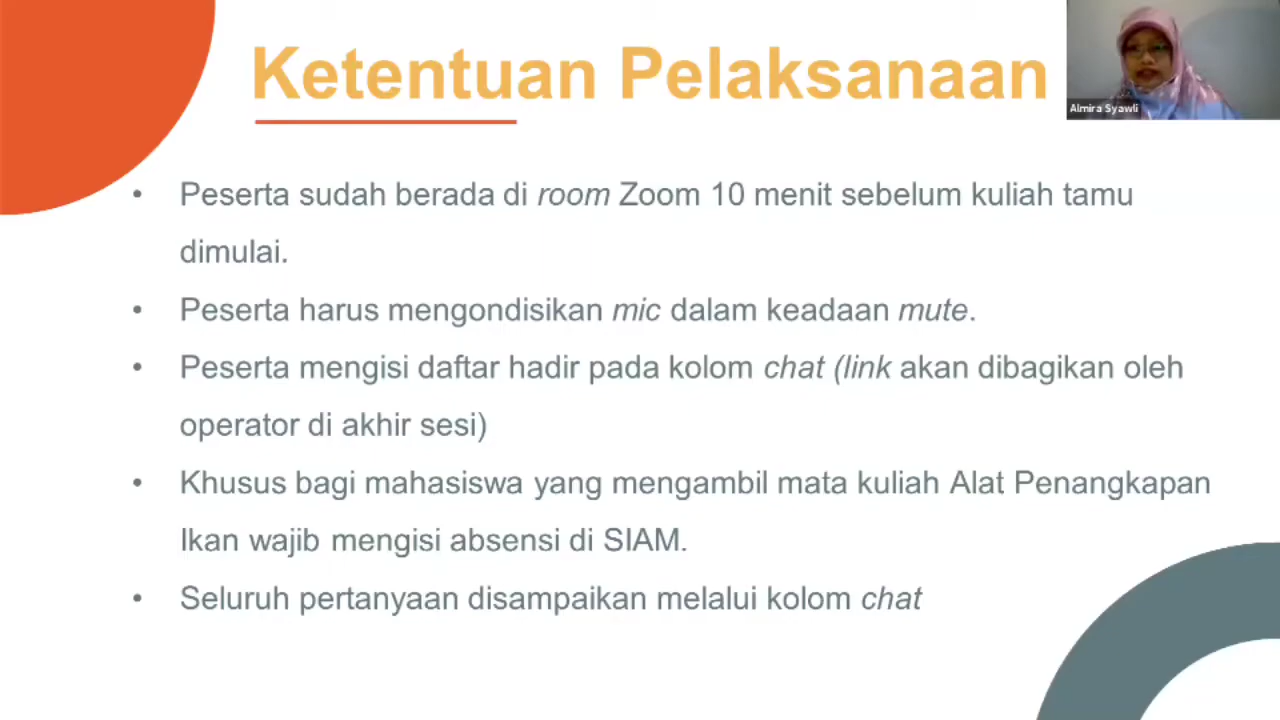 Ketentuan Pelaksanaan
Almira Syawli
• Peserta sudah berada di room Zoom 10 menit sebelum kuliah tamu
dimulai.
• Peserta harus mengondisikan mic dalam keadaan mute.
• Peserta mengisi daftar hadir pada kolom chat (link akan dibagikan oleh
operator di akhir sesi)
• Khusus bagi mahasiswa yang mengambil mata kuliah Alat Penangkapan
Ikan wajib mengisi absensi di SIAM.
• Seluruh pertanyaan disampaikan melalui kolom chat